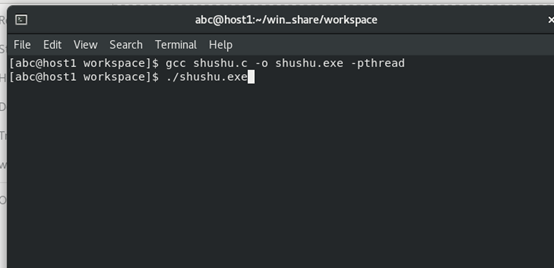 abc@host1:~/win_share/workspace
File Edit View Search Terminal Help
[abc@host1 workspace]$ gcc shushu.c -o shushu.exe -pthread
[abc@host1 workspace]$ ./shushu.exe